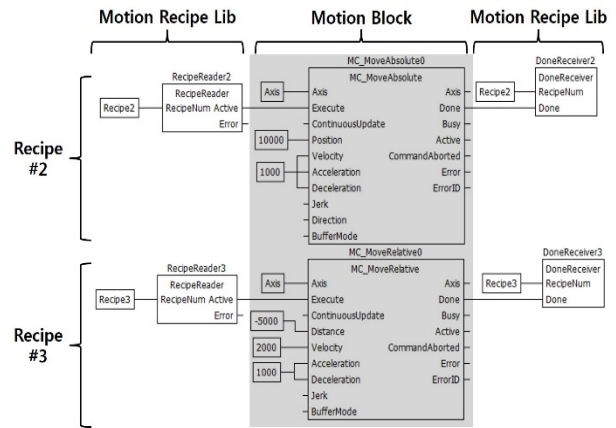 Motion Recipe Lib
Motion Block
Motion Recipe Lib
Recipe
#2
RecipeReader2
RecipeReader
RecipeNum Active
Error
Recipe2
MC_MoveAbsolute0
MC_MoveAbsolute
Axis
Axis Axis
Execute Done
ContinuousUpdate Busy
10000
Position Active
Velocity CommandAborted
1000
Acceleration Error
Deceleration ErrorID
Jerk
Direction
BufferMode
DoneReceiver2
DoneReceiver
Recipe2
RecipeNum
Done
Recipe
#3
RecipeReader3
RecipeReader
RecipeNum Active
Error
Recipe3
MC_MoveRelative0
MC_MoveRelative
Axis
Axis Axis
Execute Done
ContinuousUpdate Busy
-5000
Distance Active
2000
Velocity CommandAborted
Acceleration Error
1000
Deceleration ErrorID
Jerk
BufferMode
DoneReceiver3
DoneReceiver
Recipe3
RecipeNum
Done